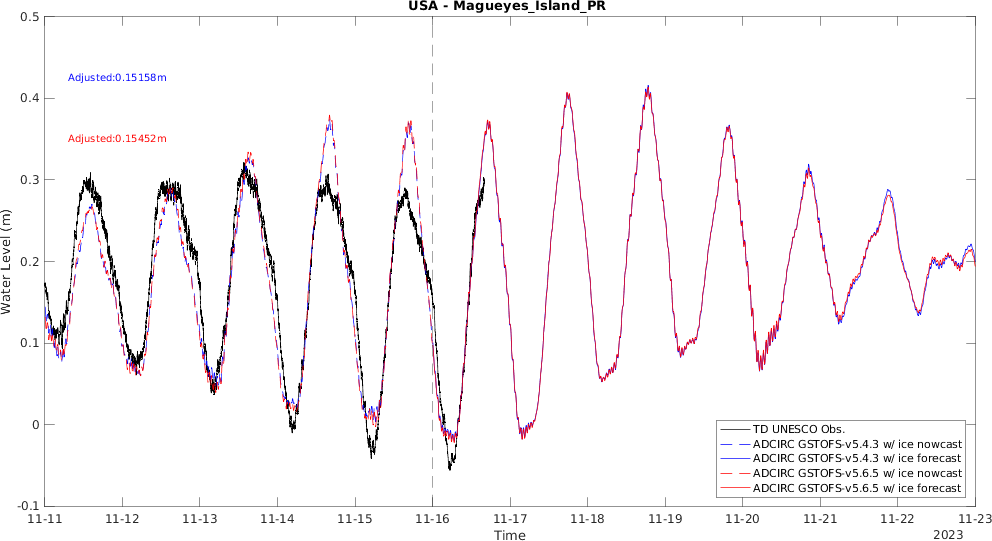 USA - Magueyes_Island_PR
0.5
0.4
0.3
0.2
0.1
0
-0.1
Water Level (m)
Adjusted:0.15158m
Adjusted:0.15452m
TD UNESCO Obs.
ADCIRC GSTOFS-v5.4.3 w/ ice nowcast
ADCIRC GSTOFS-v5.4.3 w/ ice forecast
ADCIRC GSTOFS-v5.6.5 w/ ice nowcast
ADCIRC GSTOFS-v5.6.5 w/ ice forecast
11-11 11-12 11-13 11-14 11-15 11-16 11-17 11-18 11-19 11-20 11-21 11-22 11-23
Time
2023